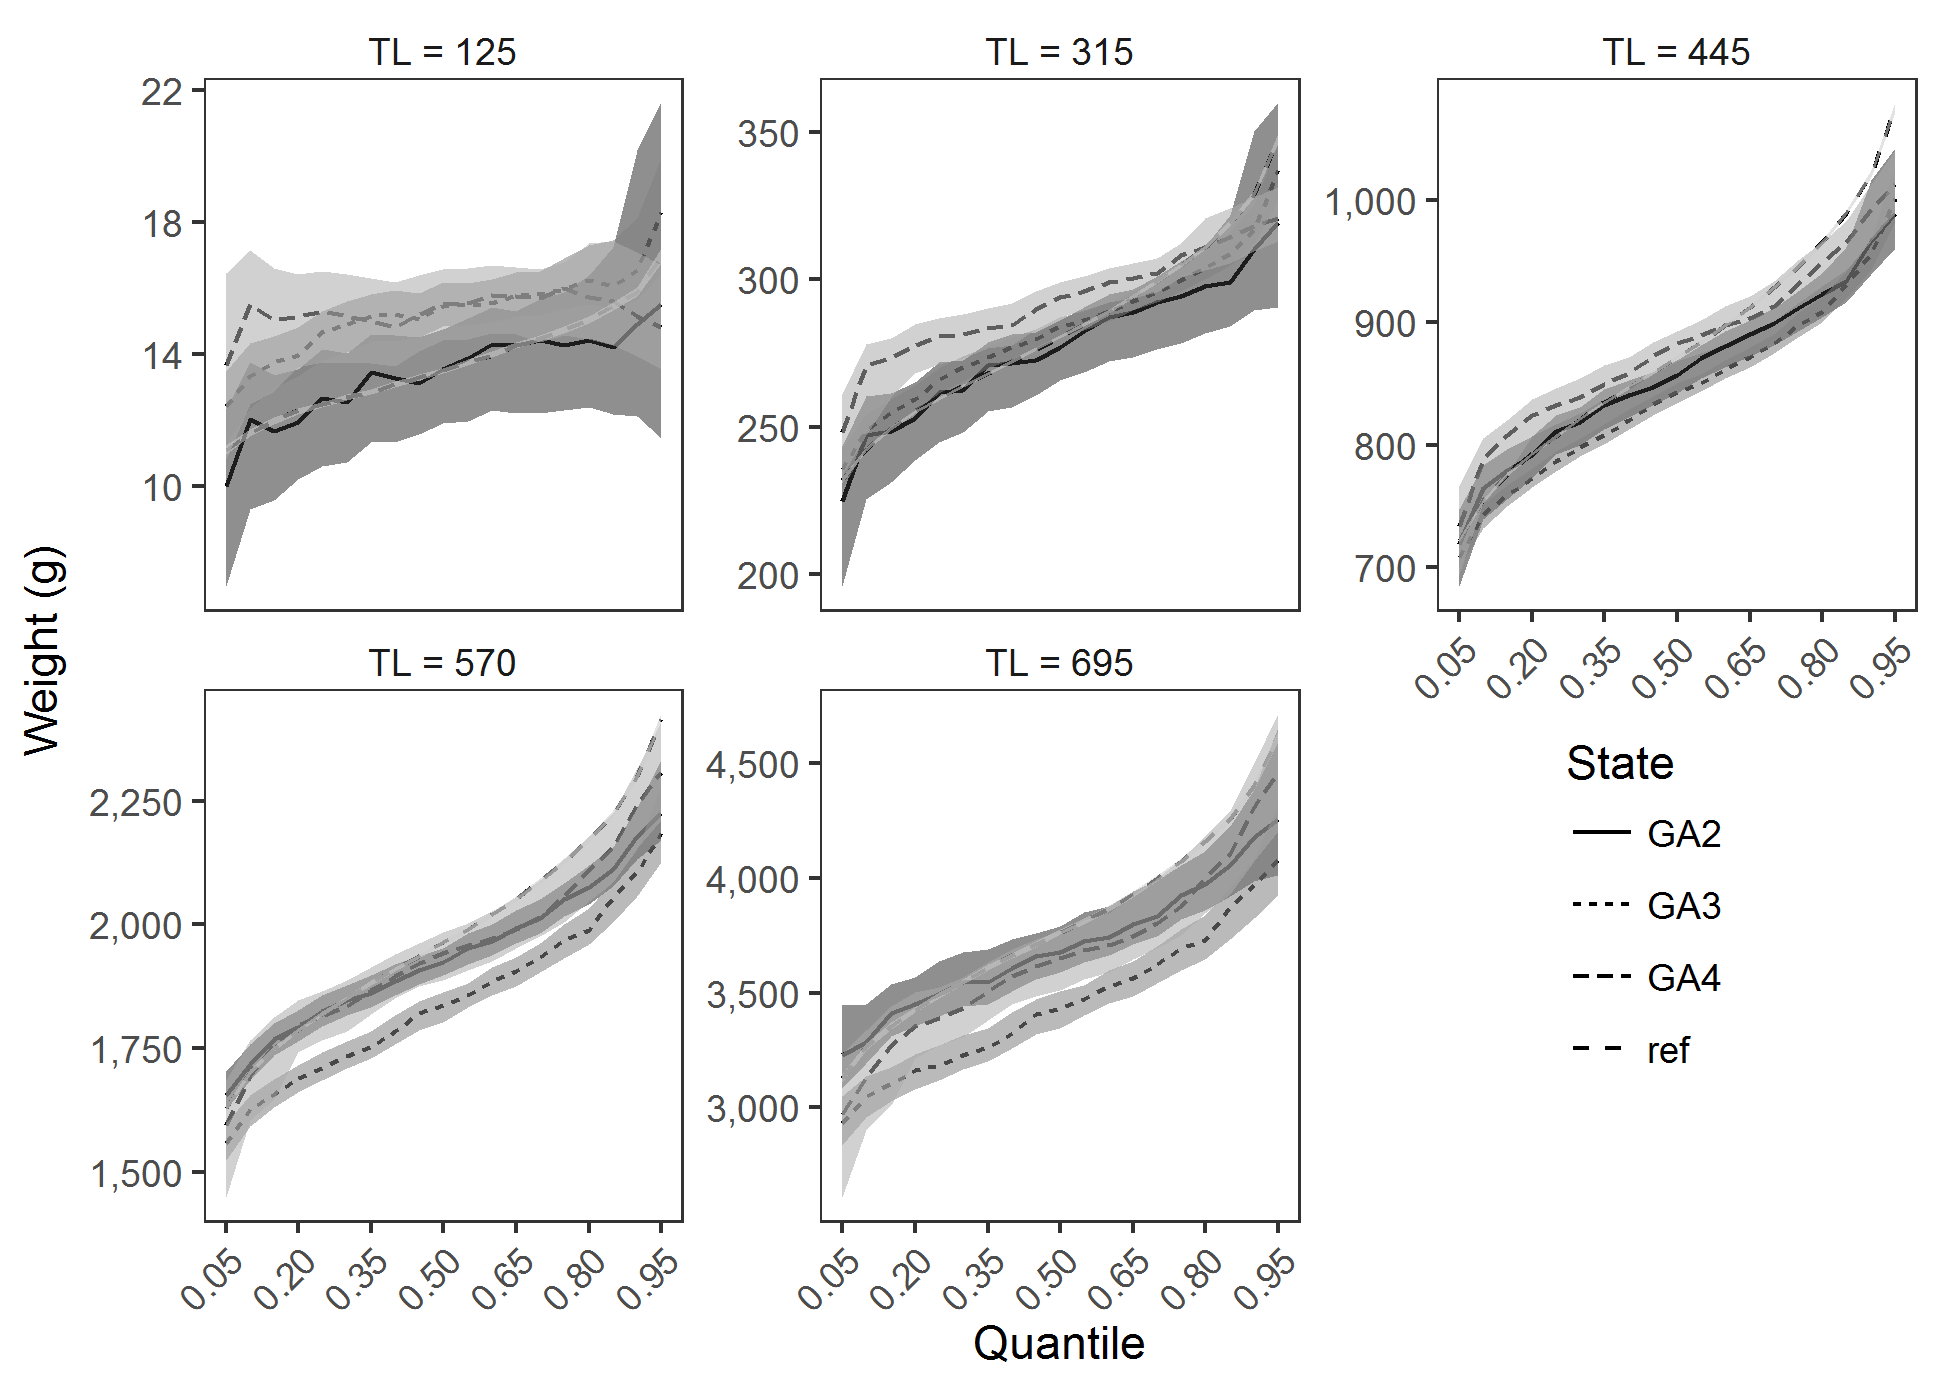 TL = 125
TL = 315
TL = 445
22
18
14
10
350
300
250
200
1,000
900
800
700
0.05 0.20 0.35 0.50 0.65 0.80 0.95
Weight (g)
TL = 570
TL = 695
2,250
2,000
1,750
1,500
4,500
4,000
3,500
3,000
State
GA2
GA3
GA4
ref
0.05 0.20 0.35 0.50 0.65 0.80 0.95
0.05 0.20 0.35 0.50 0.65 0.80 0.95
Quantile